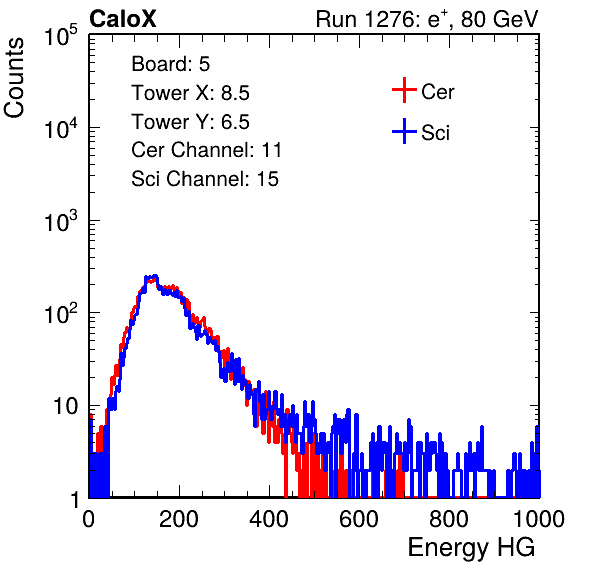 CaloX Run 1276: e⁺, 80 GeV
Counts
Board: 5
Tower X: 8.5
Tower Y: 6.5
Cer Channel: 11
Sci Channel: 15
Cer
Sci
10⁵
10⁴
10³
10²
10
1
0 200 400 600 800 1000
Energy HG